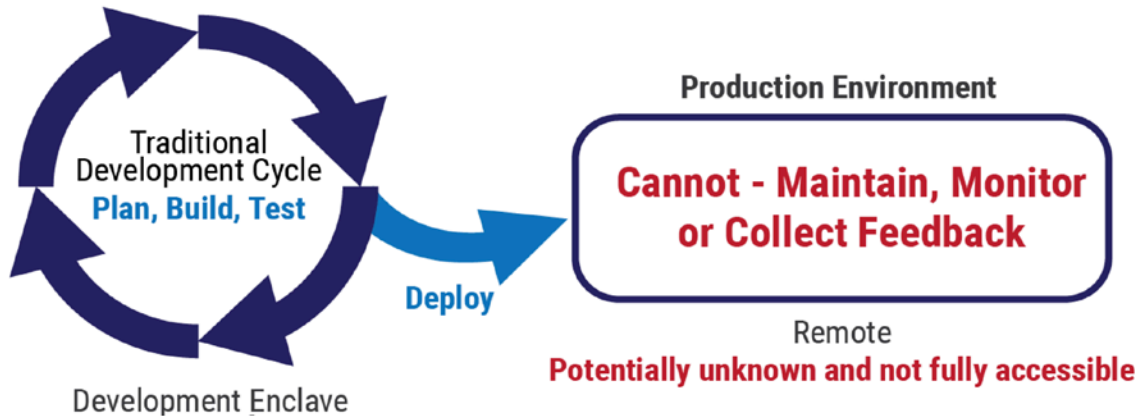 Traditional
Development Cycle
Plan, Build, Test
Deploy
Development Enclave
Production Environment
Cannot - Maintain, Monitor
or Collect Feedback
Remote
Potentially unknown and not fully accessible